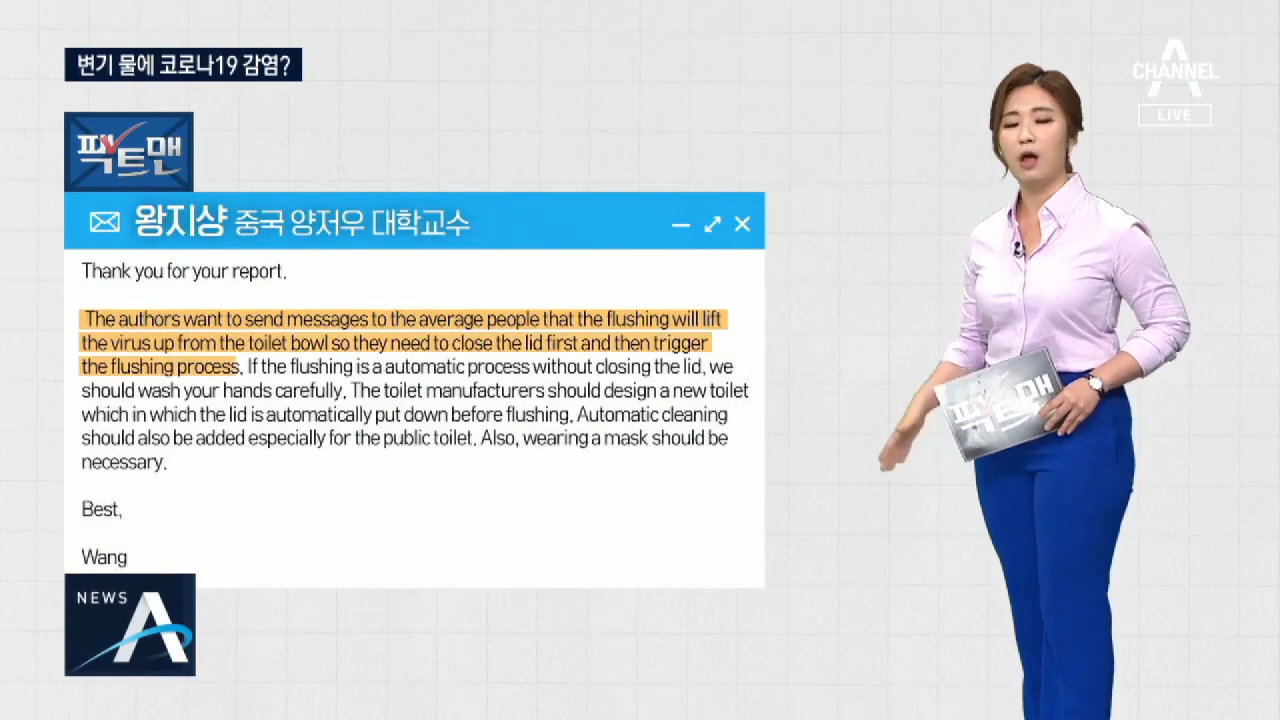 변기 물에 코로나19 감염?
CHANNEL A
LIVE
팩트맨
왕지샹 중국 양저우 대학교수
Thank you for your report.
The authors want to send messages to the average people that the flushing will lift
the virus up from the toilet bowl so they need to close the lid first and then trigger
the flushing process. If the flushing is a automatic process without closing the lid, we
should wash your hands carefully. The toilet manufacturers should design a new toilet
which in which the lid is automatically put down before flushing. Automatic cleaning
should also be added especially for the public toilet. Also, wearing a mask should be
necessary.
Best,
Wang
팩트맨
NEWS A